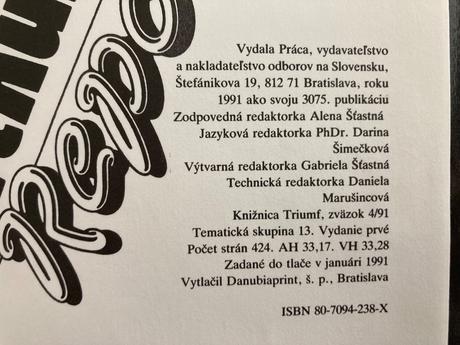 Vydala Práca, vydavateľstvo
a nakladateľstvo odborov na Slovensku,
Štefánikova 19, 812 71 Bratislava, roku
1991 ako svoju 3075. publikáciu
Zodpovedná redaktorka Alena Šťastná
Jazyková redaktorka PhDr. Darina
Šimečková
Výtvarná redaktorka Gabriela Šťastná
Technická redaktorka Daniela
Marušincová
Knižnica Triumf, zväzok 4/91
Tematická skupina 13. Vydanie prvé
Počet strán 424. AH 33,17. VH 33,28
Zadané do tlače v januári 1991
Vytlačil Danubiaprint, š. p., Bratislava
ISBN 80-7094-238-X